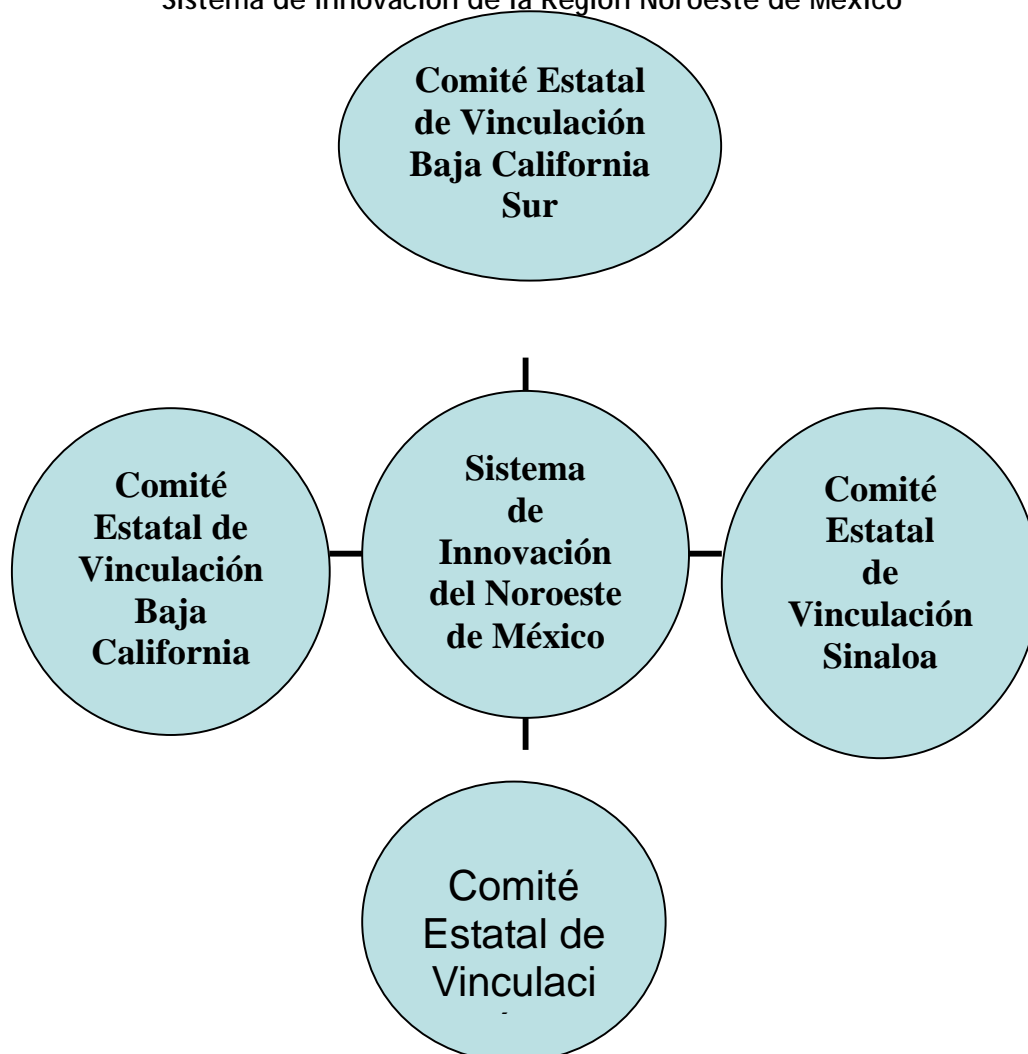 Sistema de Innovación de la Región Noroeste de México
Comité Estatal
de Vinculación
Baja California
Sur
Comité
Estatal de
Vinculación
Baja
California
Sistema
de
Innovación
del Noroeste
de México
Comité
Estatal
de
Vinculación
Sinaloa
Comité
Estatal de
Vinculaci